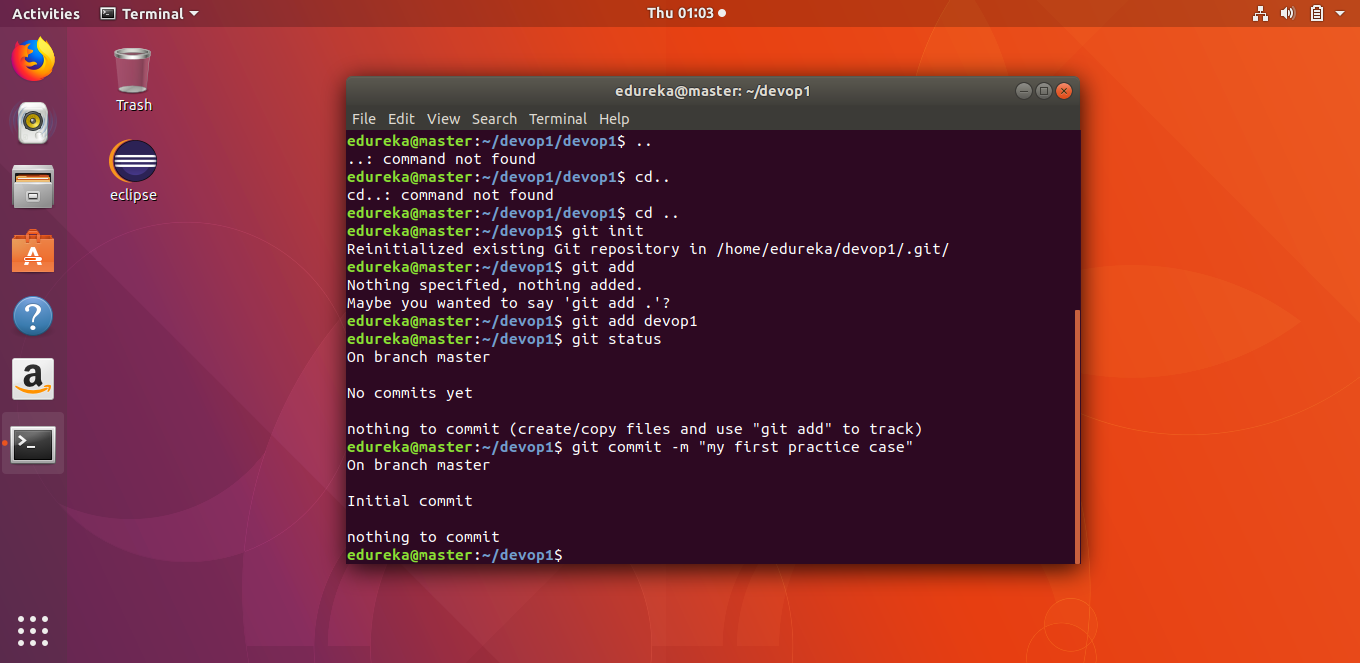 Activities Terminal Thu 01:03
Trash
eclipse
edureka@master: ~/devop1
File Edit View Search Terminal Help
edureka@master:~/devop1/devop1$ ..
..: command not found
edureka@master:~/devop1/devop1$ cd..
cd..: command not found
edureka@master:~/devop1/devop1$ cd ..
edureka@master:~/devop1$ git init
Reinitialized existing Git repository in /home/edureka/devop1/.git/
edureka@master:~/devop1$ git add
Nothing specified, nothing added.
Maybe you wanted to say 'git add .'?
edureka@master:~/devop1$ git add devop1
edureka@master:~/devop1$ git status
On branch master
No commits yet
nothing to commit (create/copy files and use "git add" to track)
edureka@master:~/devop1$ git commit -m "my first practice case"
On branch master
Initial commit
nothing to commit
edureka@master:~/devop1$